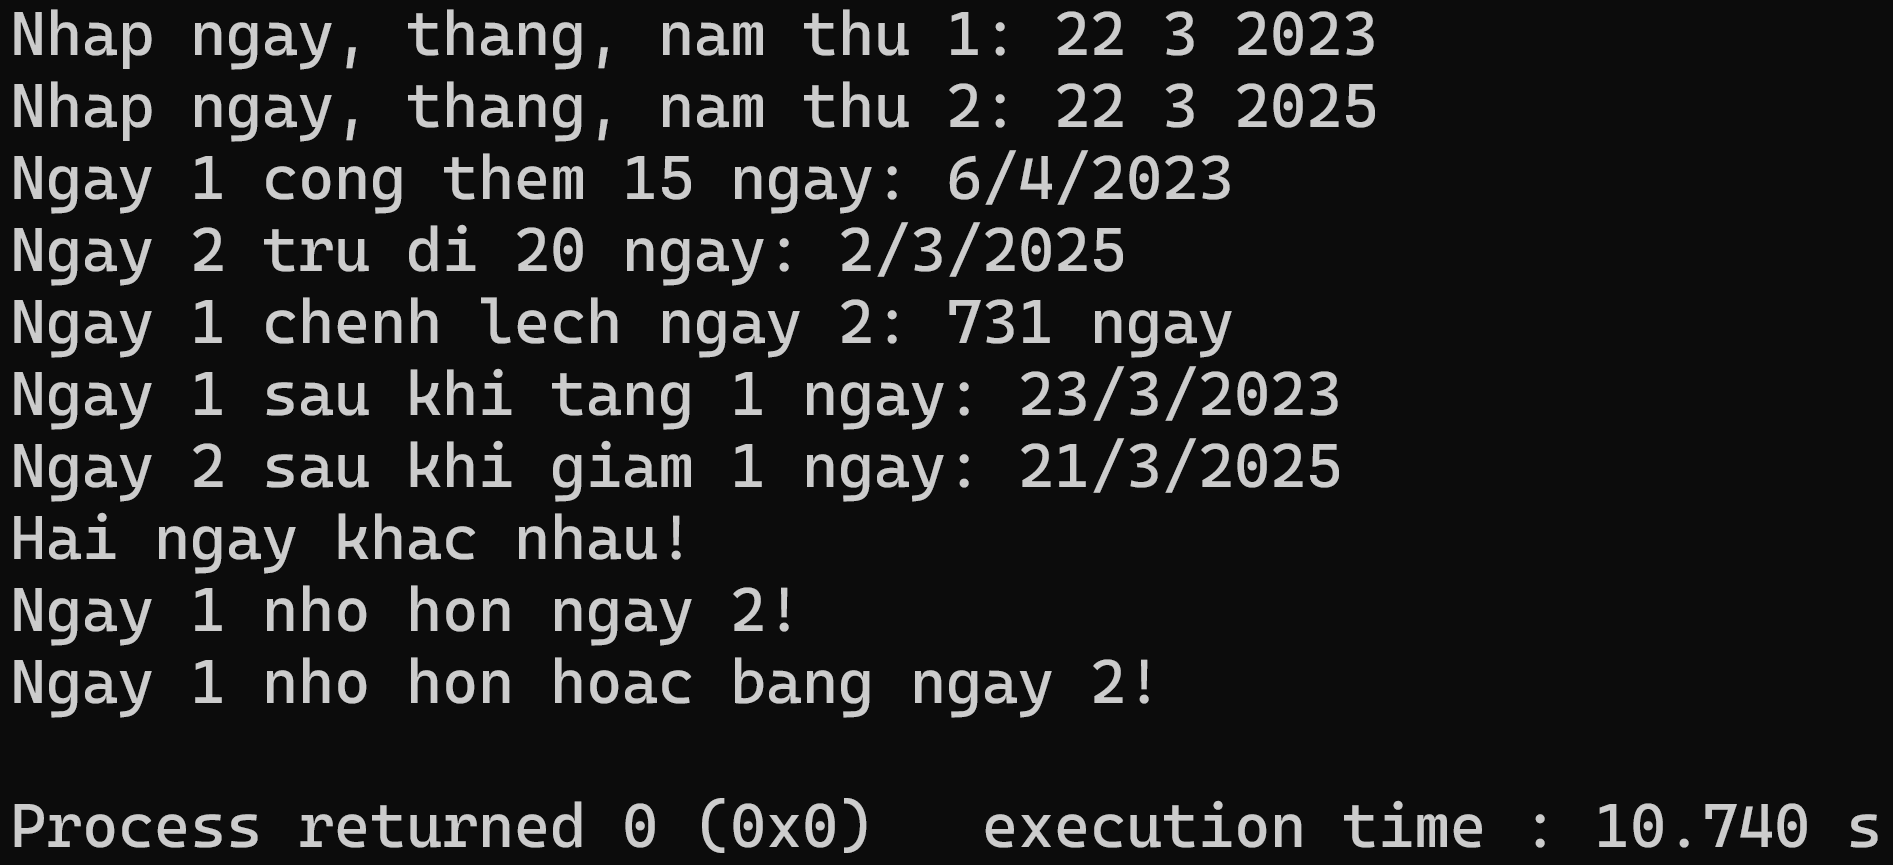 Nhap ngay, thang, nam thu 1: 22 3 2023
Nhap ngay, thang, nam thu 2: 22 3 2025
Ngay 1 cong them 15 ngay: 6/4/2023
Ngay 2 tru di 20 ngay: 2/3/2025
Ngay 1 chenh lech ngay 2: 731 ngay
Ngay 1 sau khi tang 1 ngay: 23/3/2023
Ngay 2 sau khi giam 1 ngay: 21/3/2025
Hai ngay khac nhau!
Ngay 1 nho hon ngay 2!
Ngay 1 nho hon hoac bang ngay 2!
Process returned 0 (0x0)   execution time : 10.740 s